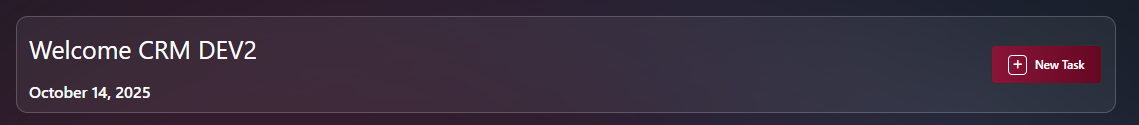 Welcome CRM DEV2
New Task
October 14, 2025